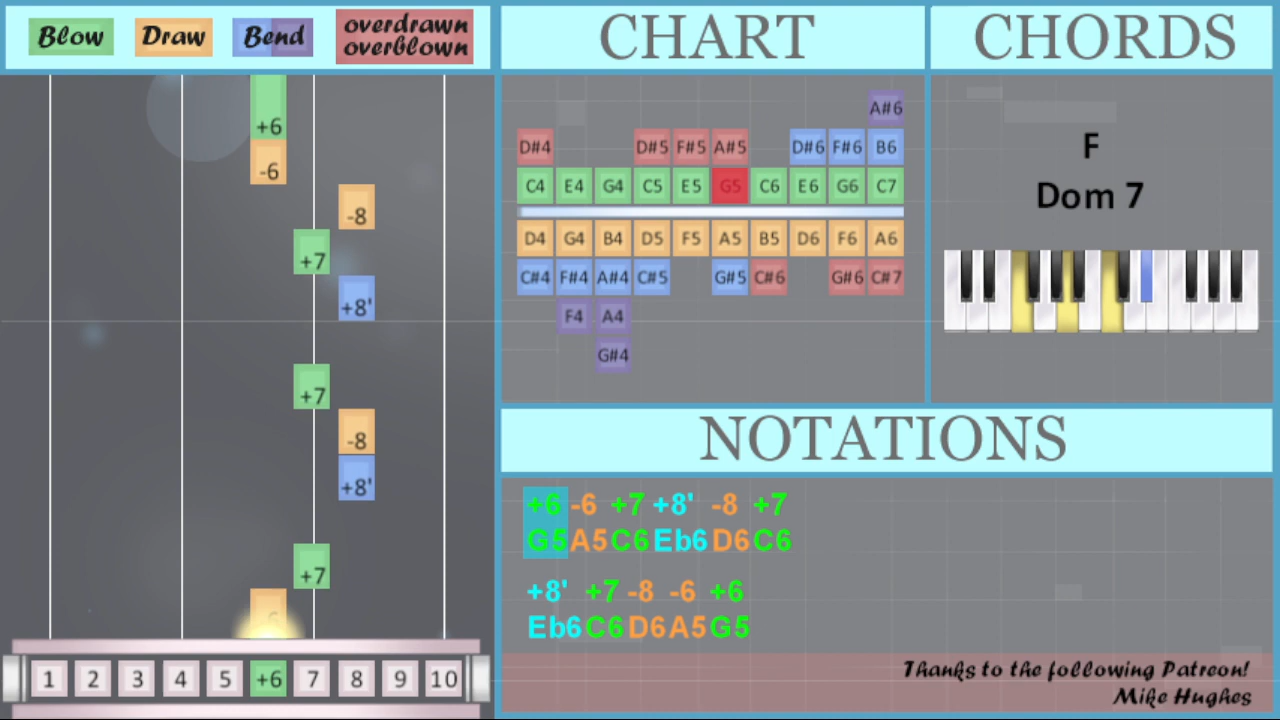 Blow Draw Bend overdrawn
overblown
CHART
CHORDS
+6
-6
-8
+7
+8'
+7
-8
+8'
+7
-6
1 2 3 4 5 +6 7 8 9 10
A#6
D#4 D#5 F#5 A#5 D#6 F#6 B6
C4 E4 G4 C5 E5 G5 C6 E6 G6 C7
D4 G4 B4 D5 F5 A5 B5 D6 F6 A6
C#4 F#4 A#4 C#5 G#5 C#6 G#6 C#7
F4 A4
G#4
F
Dom 7
NOTATIONS
+6 -6 +7 +8' -8 +7
G5 A5 C6 Eb6 D6 C6
+8' +7 -8 -6 +6
Eb6 C6 D6 A5 G5
Thanks to the following Patreon!
Mike Hughes